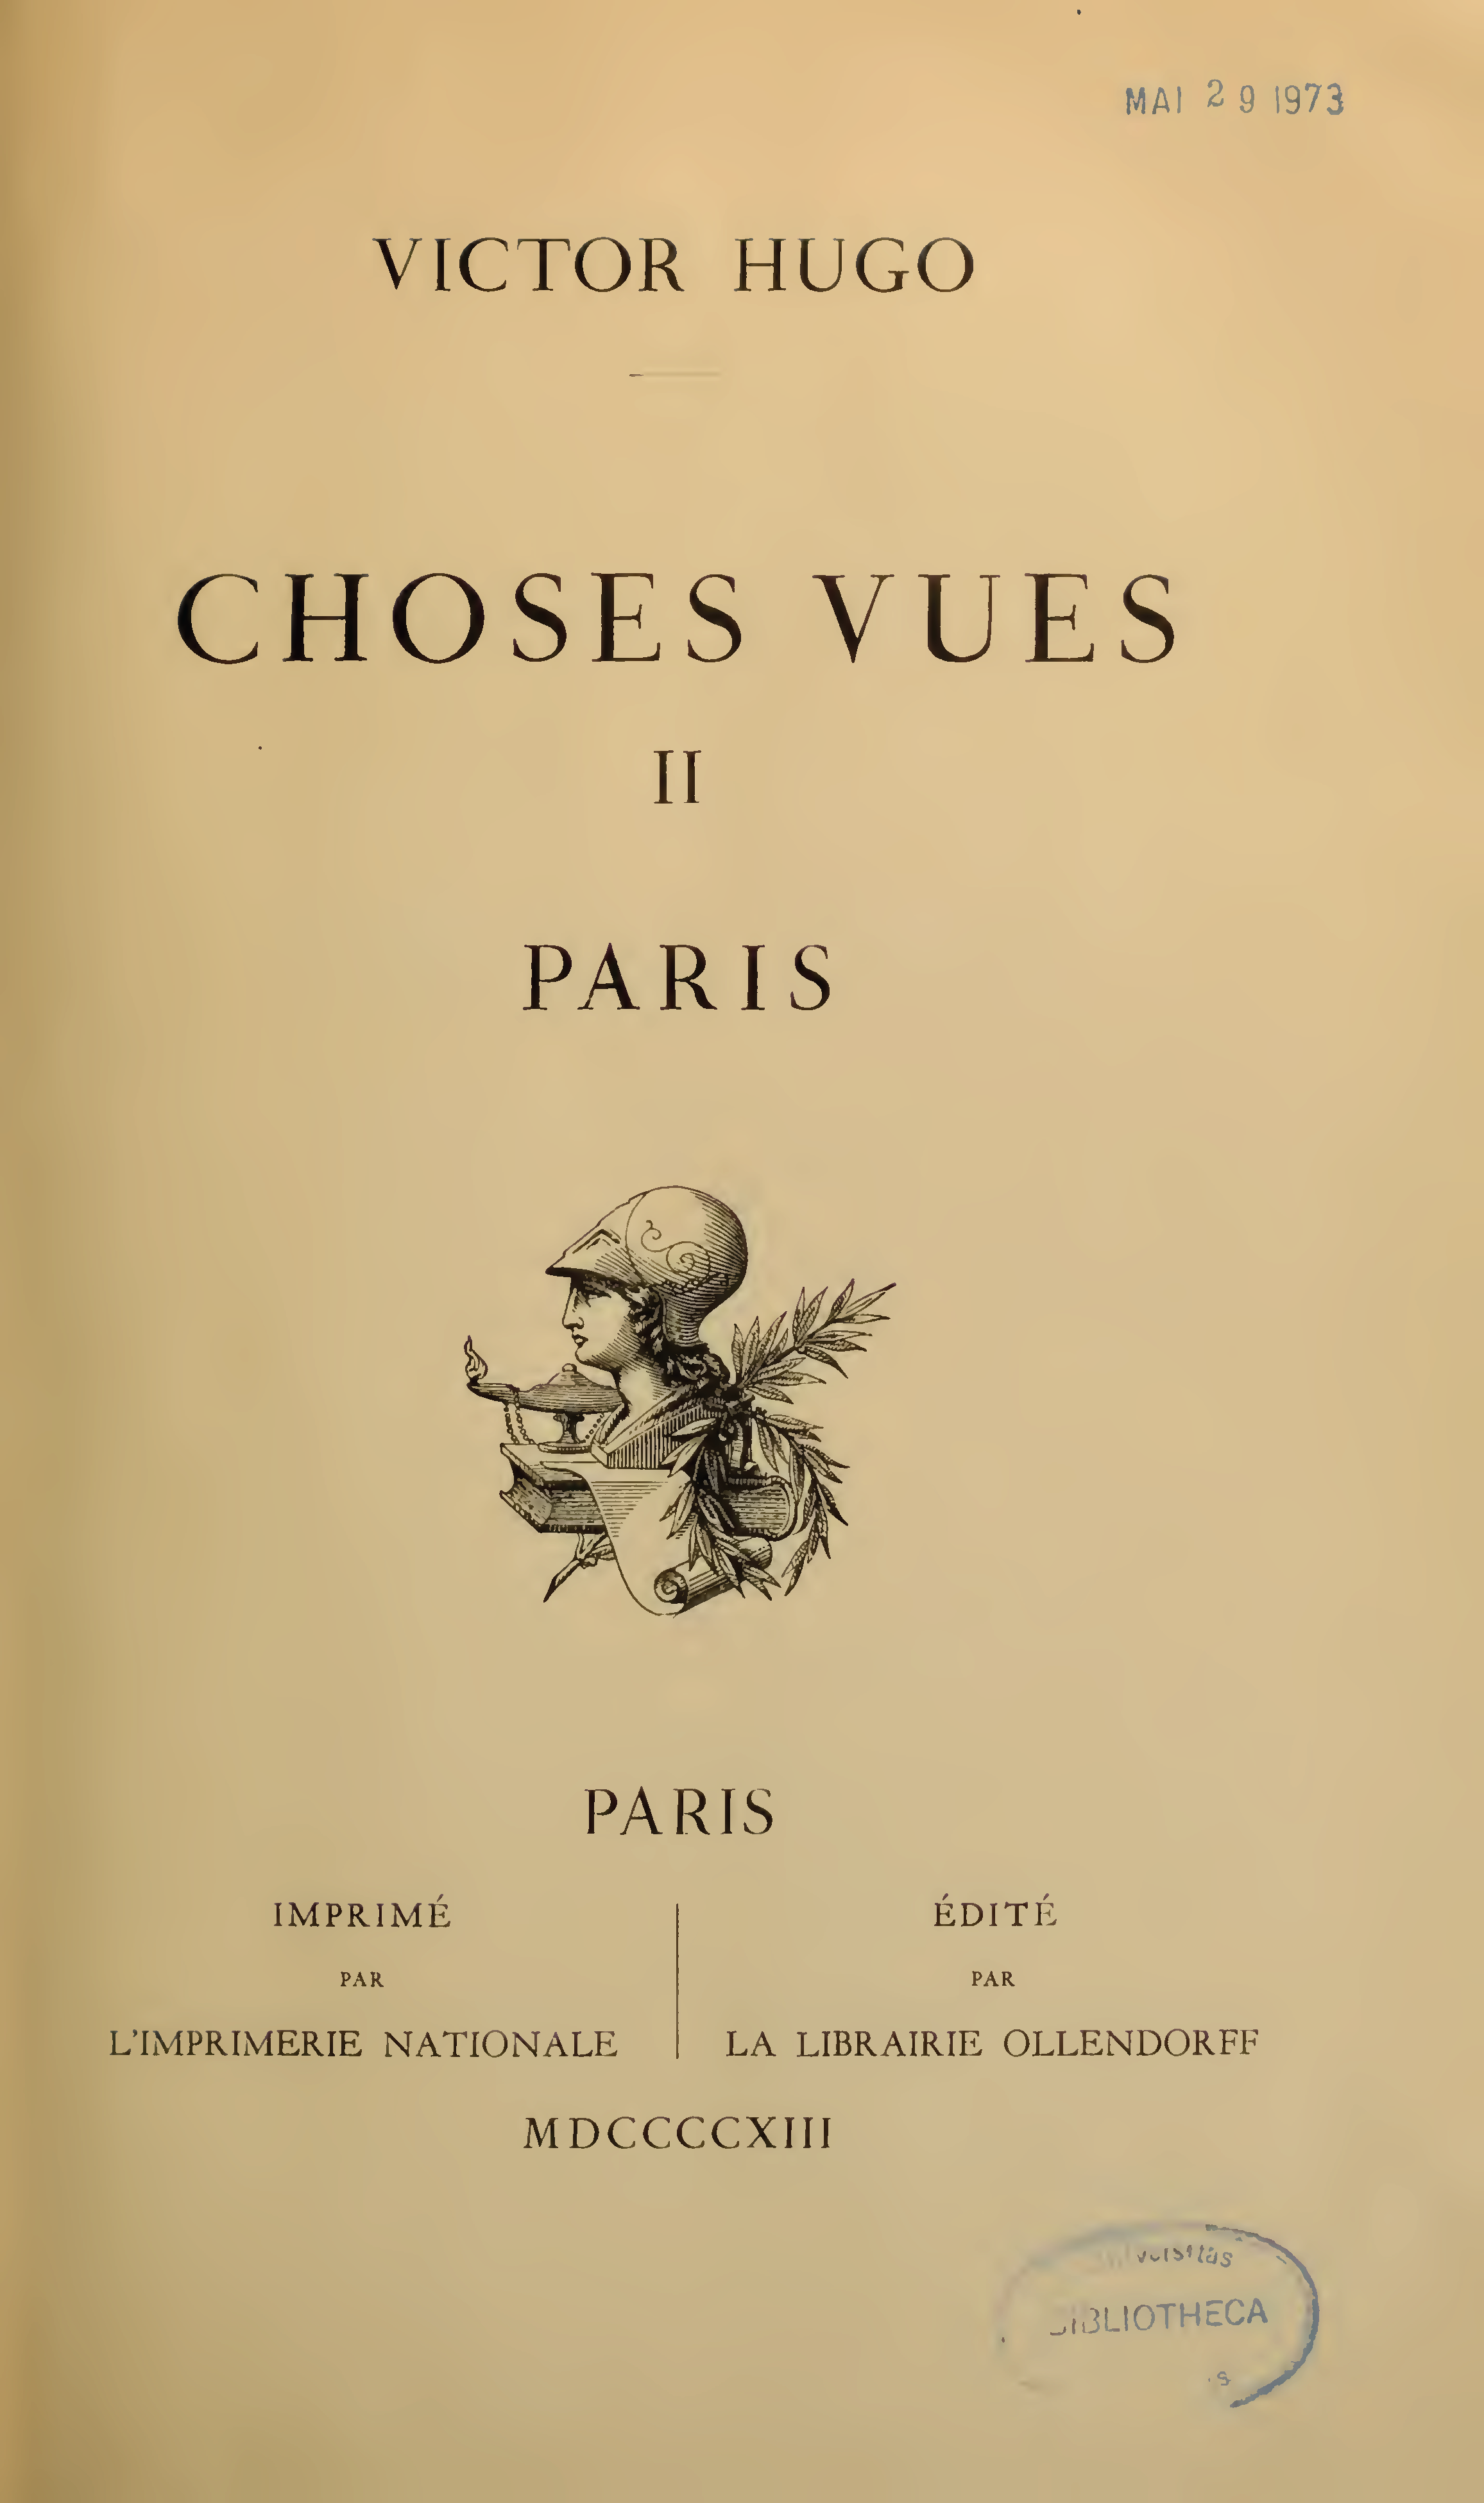 MAI 29 1973
VICTOR HUGO
CHOSES VUES
II
PARIS
PARIS
IMPRIMÉ
PAR
L'IMPRIMERIE NATIONALE
ÉDITÉ
PAR
LA LIBRAIRIE OLLENDORFF
MDCCCCXIII
BIBLIOTHECA